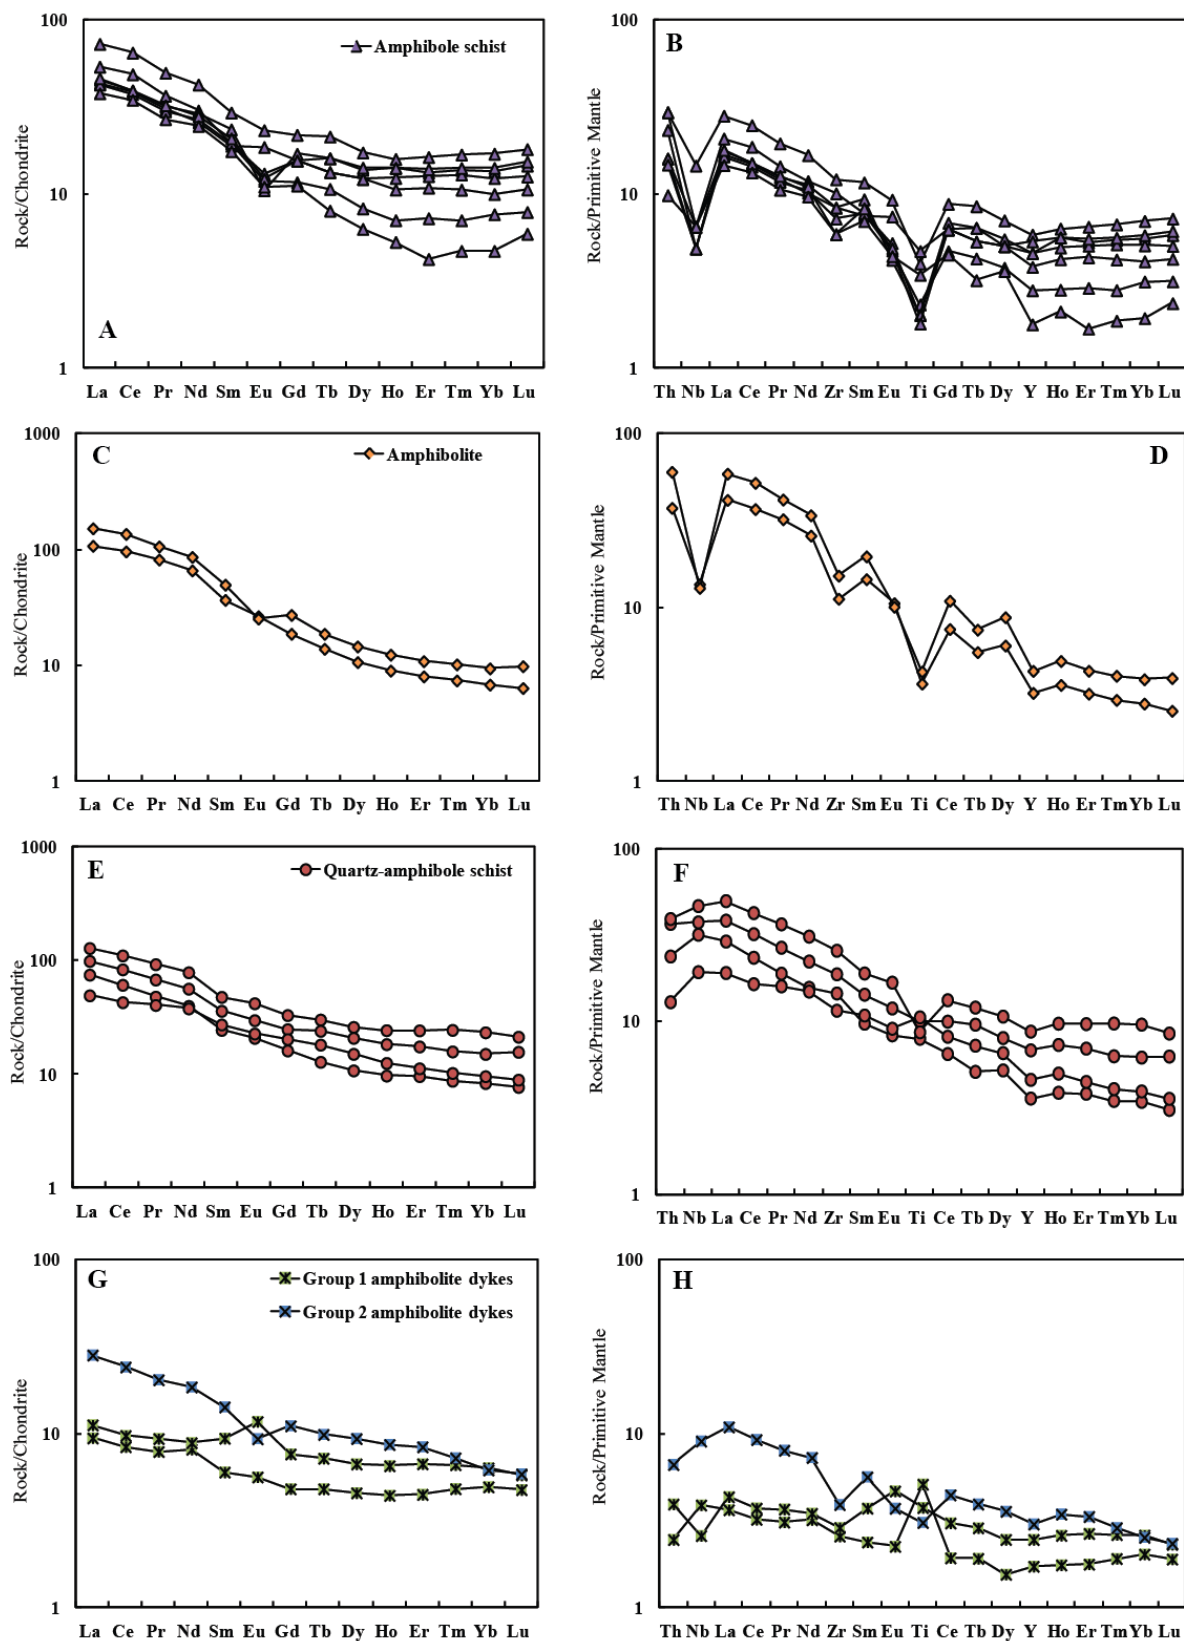 100
A
Amphibole schist
Rock/Chondrite
10
1
La Ce Pr Nd Sm Eu Gd Tb Dy Ho Er Tm Yb Lu
100
B
Rock/Primitive Mantle
10
1
Th Nb La Ce Pr Nd Zr Sm Eu Ti Gd Tb Dy Y Ho Er Tm Yb Lu
1000
C
Amphibolite
100
Rock/Chondrite
10
1
La Ce Pr Nd Sm Eu Gd Tb Dy Ho Er Tm Yb Lu
100
D
Rock/Primitive Mantle
10
1
Th Nb La Ce Pr Nd Zr Sm Eu Ti Ce Tb Dy Y Ho Er Tm Yb Lu
1000
E
Quartz-amphibole schist
100
Rock/Chondrite
10
1
La Ce Pr Nd Sm Eu Gd Tb Dy Ho Er Tm Yb Lu
100
F
Rock/Primitive Mantle
10
1
Th Nb La Ce Pr Nd Zr Sm Eu Ti Ce Tb Dy Y Ho Er Tm Yb Lu
100
G
Group 1 amphibolite dykes
Group 2 amphibolite dykes
Rock/Chondrite
10
1
La Ce Pr Nd Sm Eu Gd Tb Dy Ho Er Tm Yb Lu
100
H
Rock/Primitive Mantle
10
1
Th Nb La Ce Pr Nd Zr Sm Eu Ti Ce Tb Dy Y Ho Er Tm Yb Lu